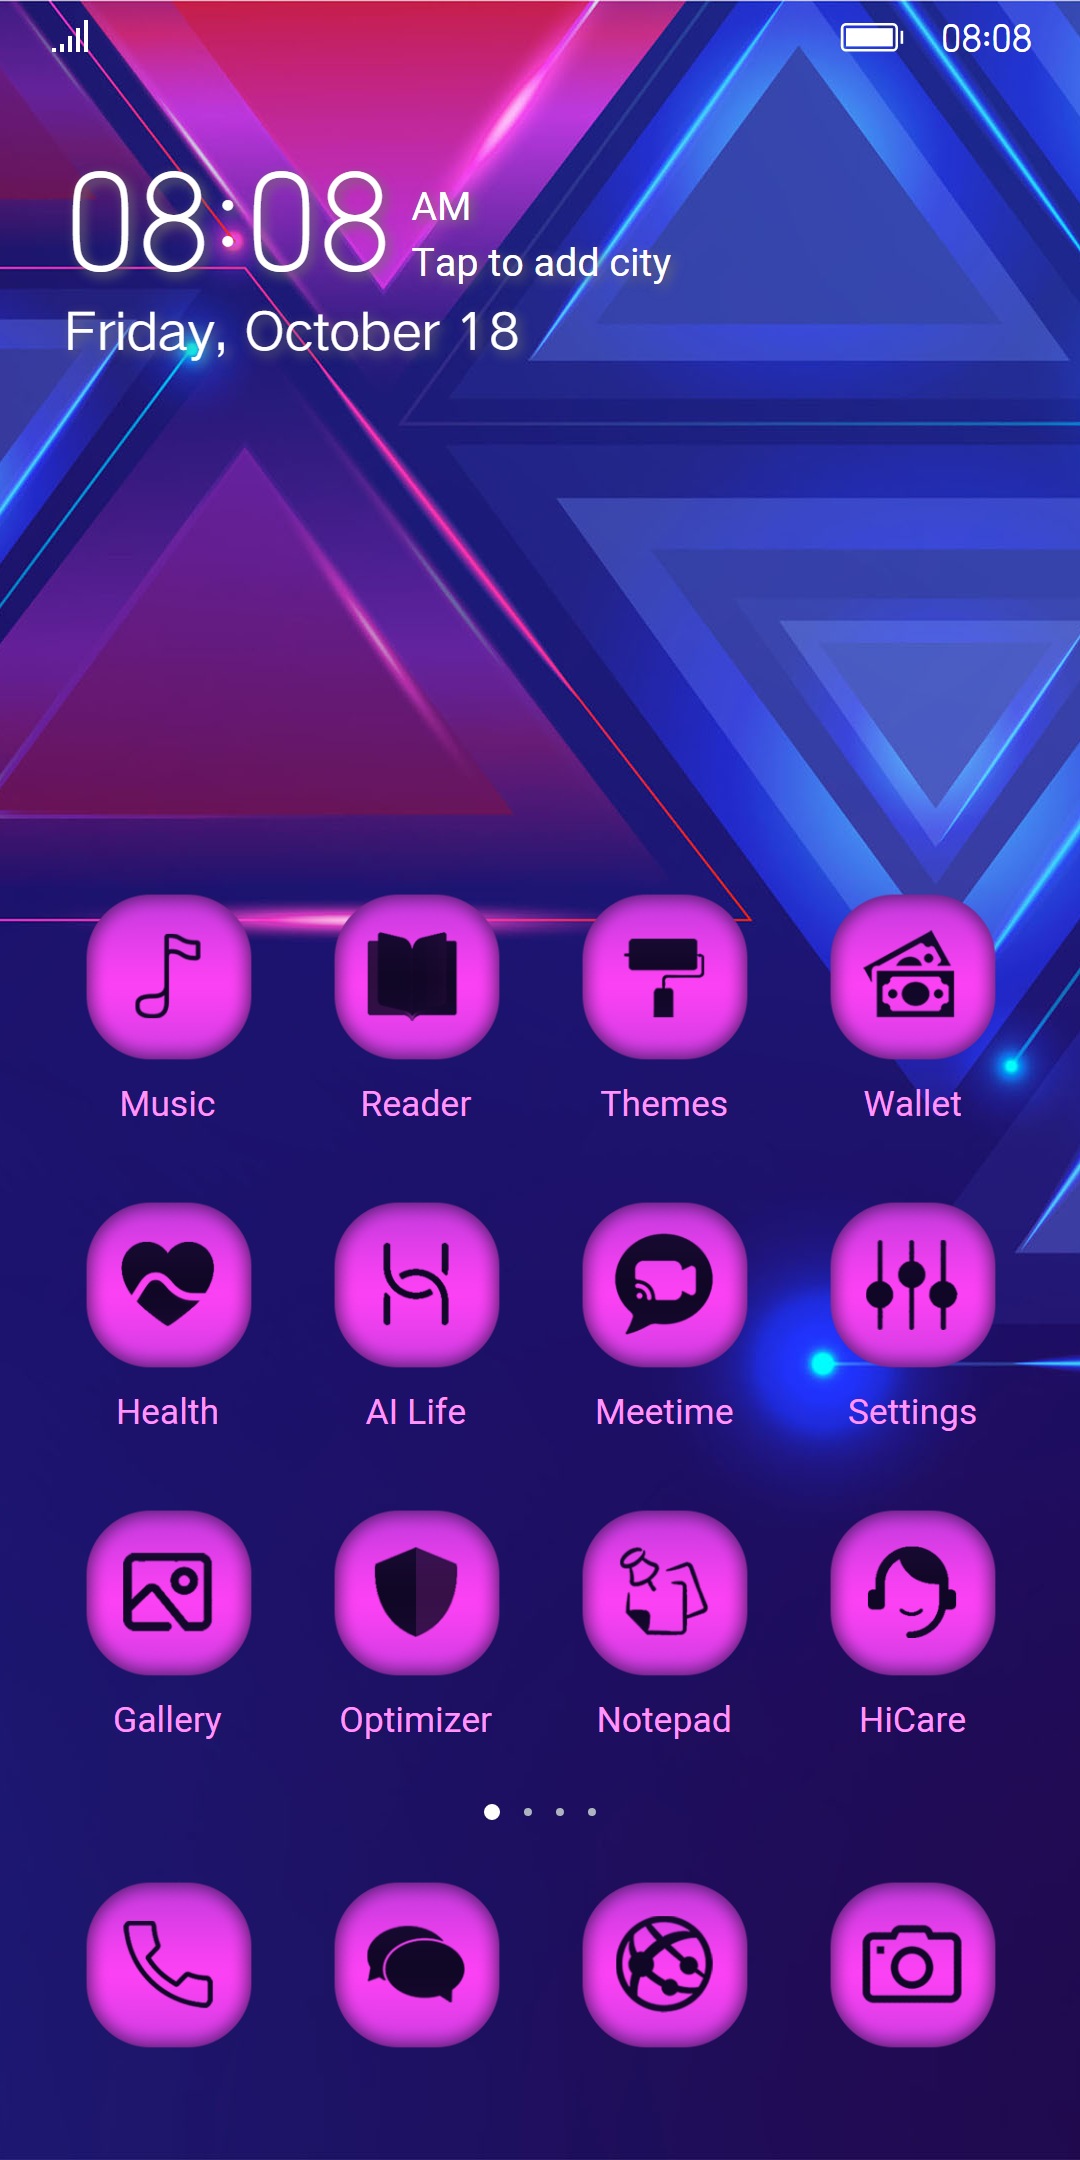 08:08
08:08 AM
Tap to add city
Friday, October 18
Music Reader Themes Wallet
Health AI Life Meetime Settings
Gallery Optimizer Notepad HiCare